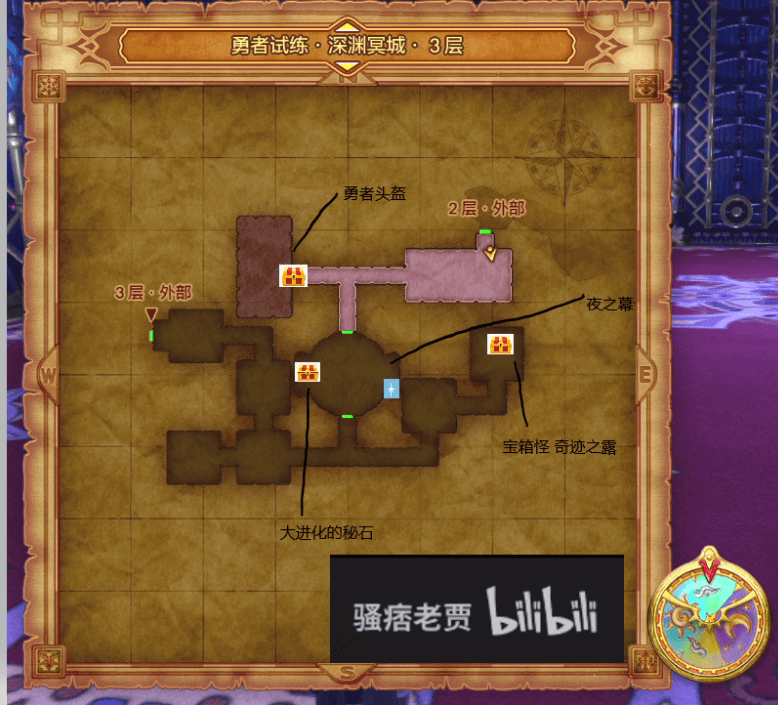 勇者试练·深渊冥城·3层
N
勇者头盔
2层·外部
3层·外部
夜之幕
W
E
宝箱怪 奇迹之露
大进化的秘石
骚痞老贾 bilibili
S